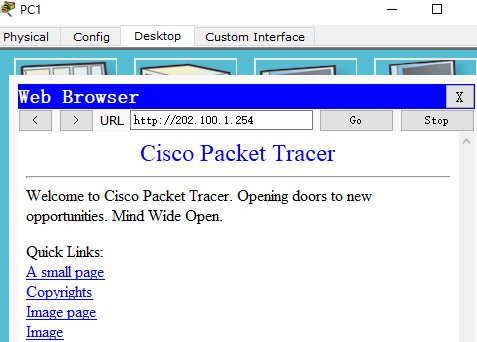 PC1
Physical Config Desktop Custom Interface
Web Browser X
< > URL http://202.100.1.254 Go Stop
Cisco Packet Tracer
Welcome to Cisco Packet Tracer. Opening doors to new
opportunities. Mind Wide Open.
Quick Links:
A small page
Copyrights
Image page
Image